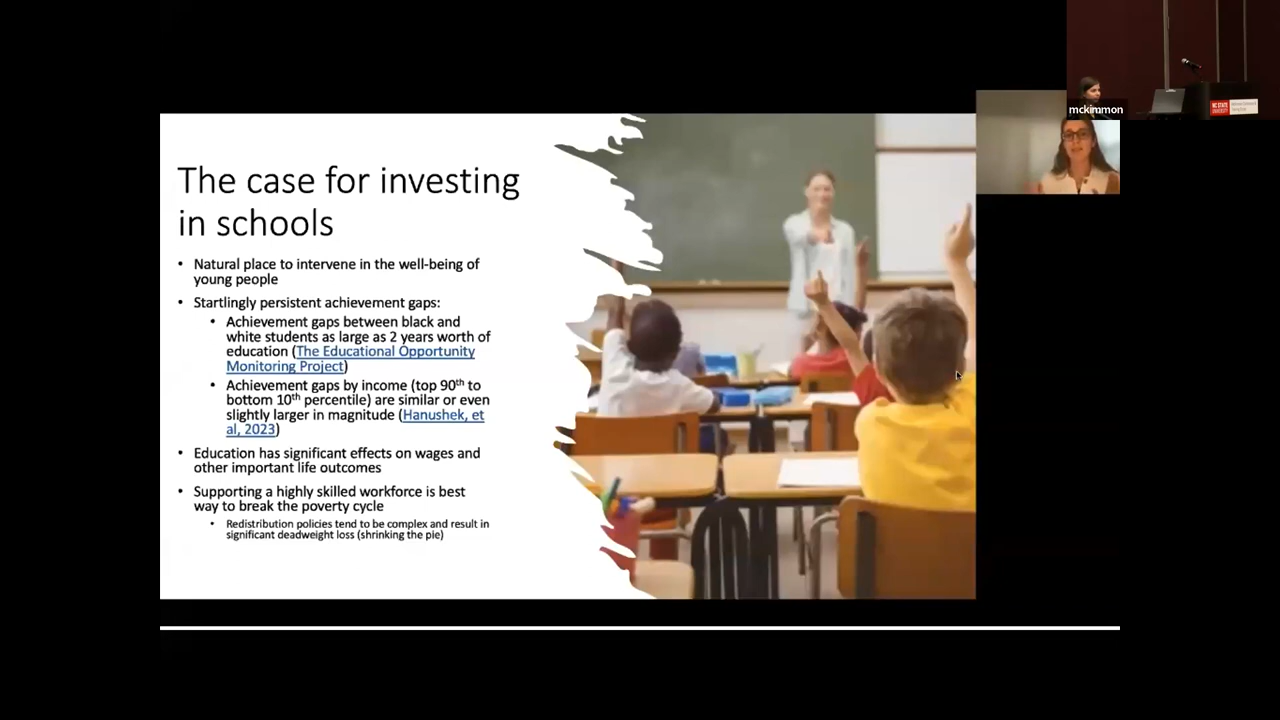 The case for investing
in schools
• Natural place to intervene in the well-being of
young people
• Startlingly persistent achievement gaps:
• Achievement gaps between black and
white students as large as 2 years worth of
education (The Educational Opportunity
Monitoring Project)
• Achievement gaps by income (top 90th to
bottom 10th percentile) are similar or even
slightly larger in magnitude (Hanushek, et
al, 2023)
• Education has significant effects on wages and
other important life outcomes
• Supporting a highly skilled workforce is best
way to break the poverty cycle
• Redistribution policies tend to be complex and result in
significant deadweight loss (shrinking the pie)
mckimmon
NC STATE
UNIVERSITY